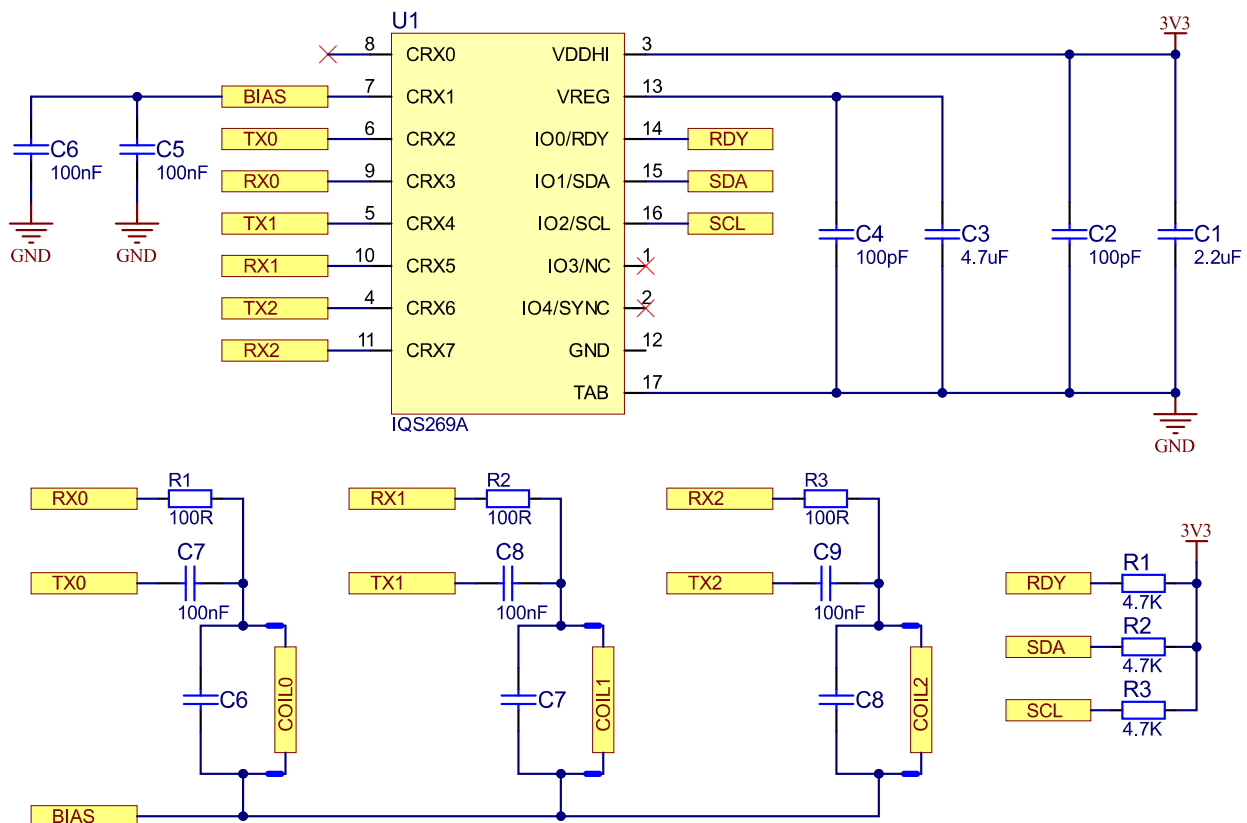 U1
8 CRX0 VDDHI 3 3V3
BIAS 7 CRX1 VREG 13
TX0 6 CRX2 IO0/RDY 14 RDY
C6 C5
100nF 100nF
RX0 9 CRX3 IO1/SDA 15 SDA
TX1 5 CRX4 IO2/SCL 16 SCL
C4 C3 C2 C1
100pF 4.7uF 100pF 2.2uF
GND GND
RX1 10 CRX5 IO3/NC 1
TX2 4 CRX6 IO4/SYNC 2
RX2 11 CRX7 GND 12
TAB 17
IQS269A
GND
R1 R2 R3
RX0 RX1 RX2
100R 100R 100R
3V3
C7 C8 C9
TX0 TX1 TX2
100nF 100nF 100nF
R1
RDY
4.7K
R2
SDA
4.7K
R3
SCL
4.7K
C6 COIL0 C7 COIL1 C8 COIL2
BIAS